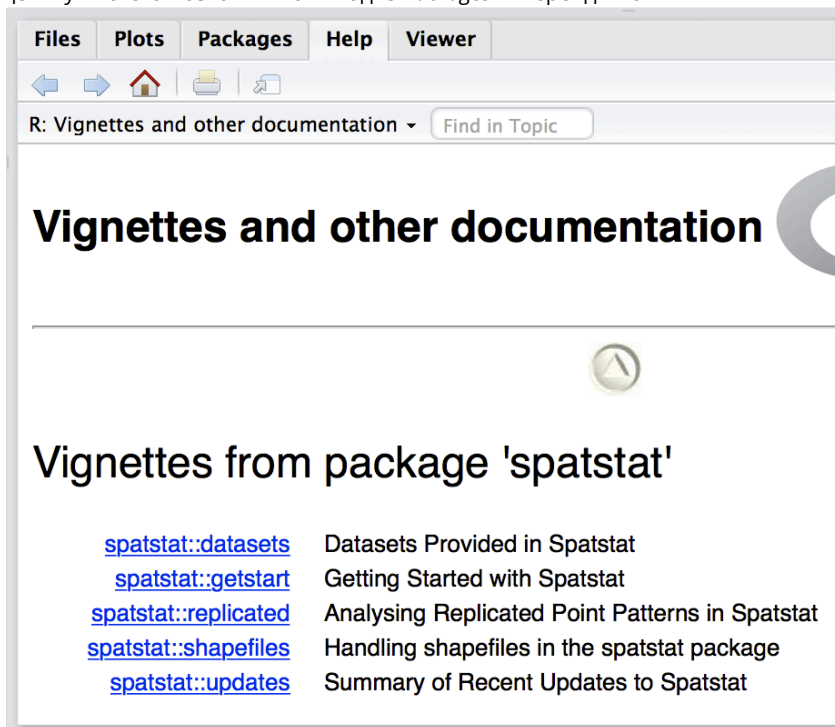 Files Plots Packages Help Viewer
R: Vignettes and other documentation Find in Topic
Vignettes and other documentation
Vignettes from package 'spatstat'
spatstat::datasets Datasets Provided in Spatstat
spatstat::getstart Getting Started with Spatstat
spatstat::replicated Analysing Replicated Point Patterns in Spatstat
spatstat::shapefiles Handling shapefiles in the spatstat package
spatstat::updates Summary of Recent Updates to Spatstat